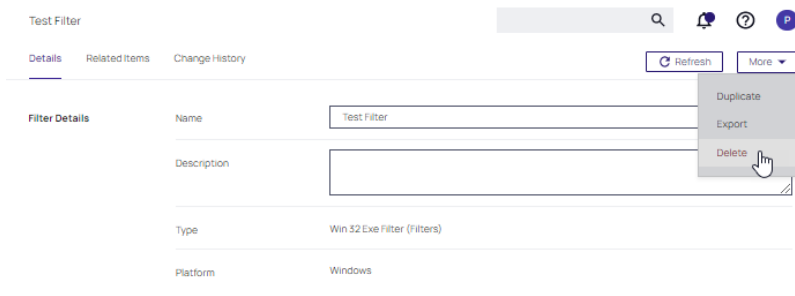 Test Filter
P
Details Related Items Change History
Refresh More
Duplicate
Export
Delete
Filter Details
Name Test Filter
Description
Type Win 32 Exe Filter (Filters)
Platform Windows